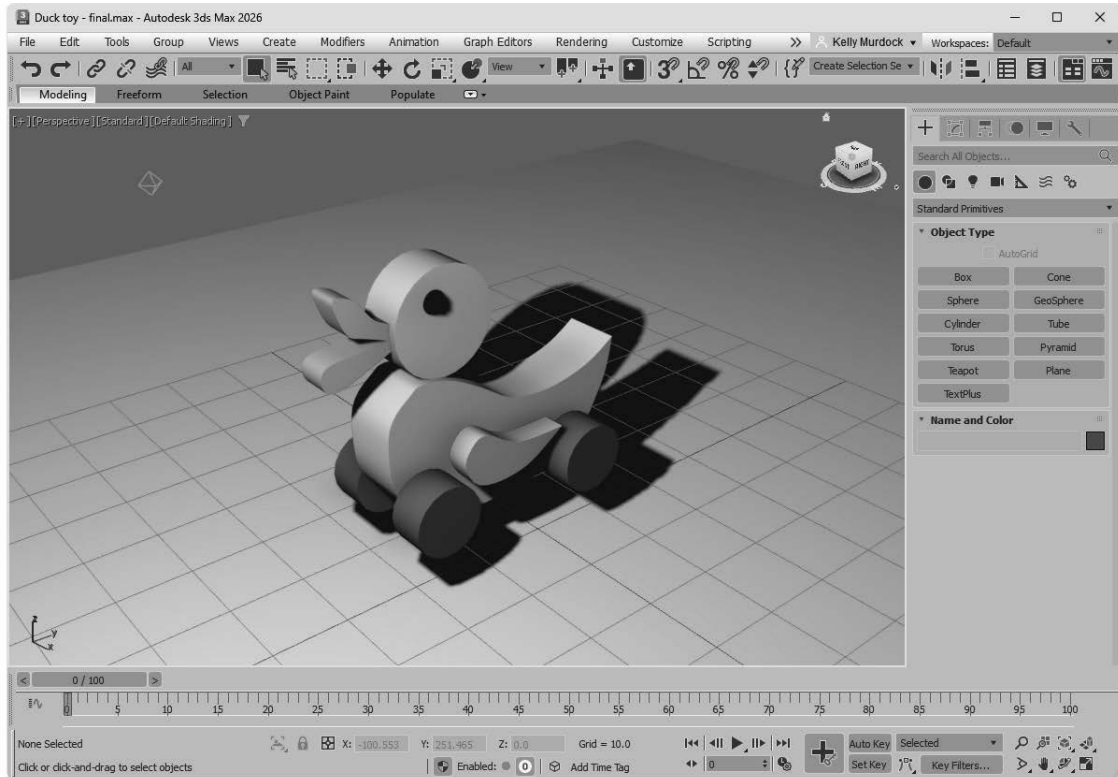 Duck toy - final.max - Autodesk 3ds Max 2026
File Edit Tools Group Views Create Modifiers Animation Graph Editors Rendering Customize Scripting Kelly Murdock Workspaces: Default
All View Create Selection Se
Modeling Freeform Selection Object Paint Populate
[+][Perspective][Standard][Default Shading]
Search All Objects...
Standard Primitives
Object Type
AutoGrid
Box Cone
Sphere GeoSphere
Cylinder Tube
Torus Pyramid
Teapot Plane
TextPlus
Name and Color
z
y
x
< 0 / 100 >
0 5 10 15 20 25 30 35 40 45 50 55 60 65 70 75 80 85 90 95 100
None Selected X: -100.553 Y: 251.465 Z: 0.0 Grid = 10.0 Auto Key Selected
Click or click-and-drag to select objects Enabled: 0 Add Time Tag 0 Set Key Key Filters...